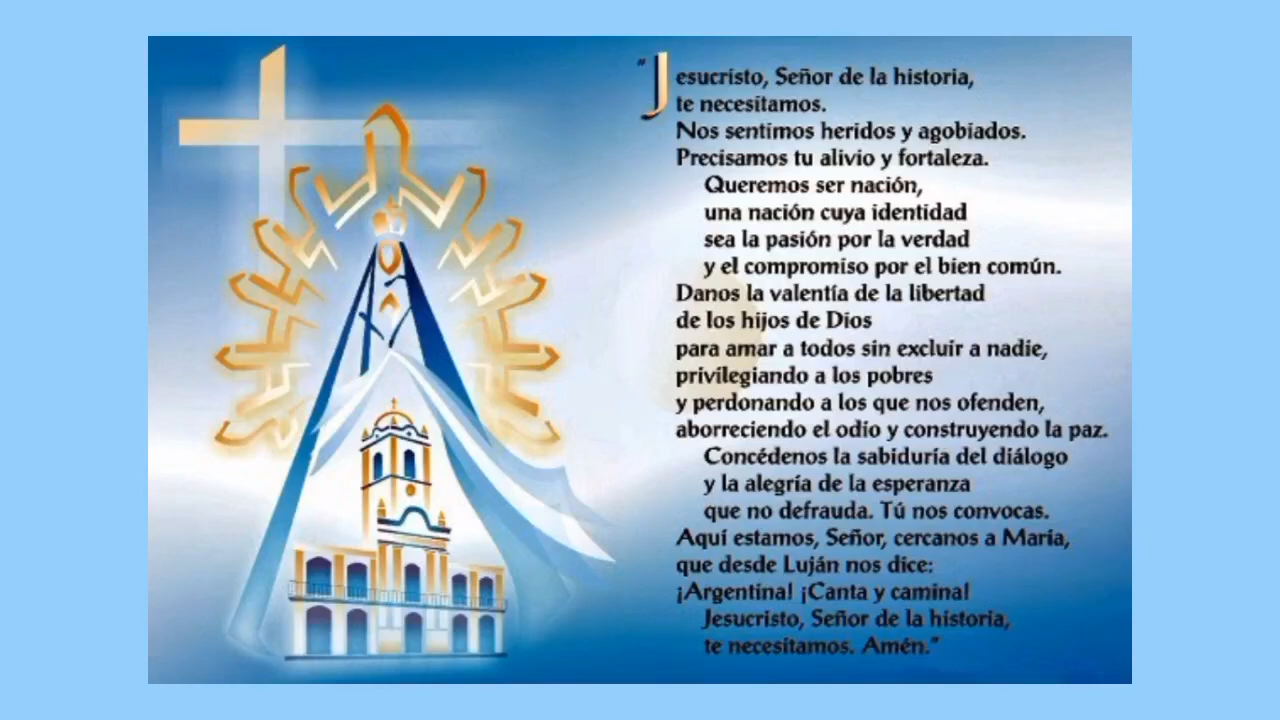 "Jesucristo, Señor de la historia,
te necesitamos.
Nos sentimos heridos y agobiados.
Precisamos tu alivio y fortaleza.
Queremos ser nación,
una nación cuya identidad
sea la pasión por la verdad
y el compromiso por el bien común.
Danos la valentía de la libertad
de los hijos de Dios
para amar a todos sin excluir a nadie,
privilegiando a los pobres
y perdonando a los que nos ofenden,
aborreciendo el odio y construyendo la paz.
Concédenos la sabiduría del diálogo
y la alegría de la esperanza
que no defrauda. Tú nos convocas.
Aquí estamos, Señor, cercanos a María,
que desde Luján nos dice:
¡Argentina! ¡Canta y camina!
Jesucristo, Señor de la historia,
te necesitamos. Amén."